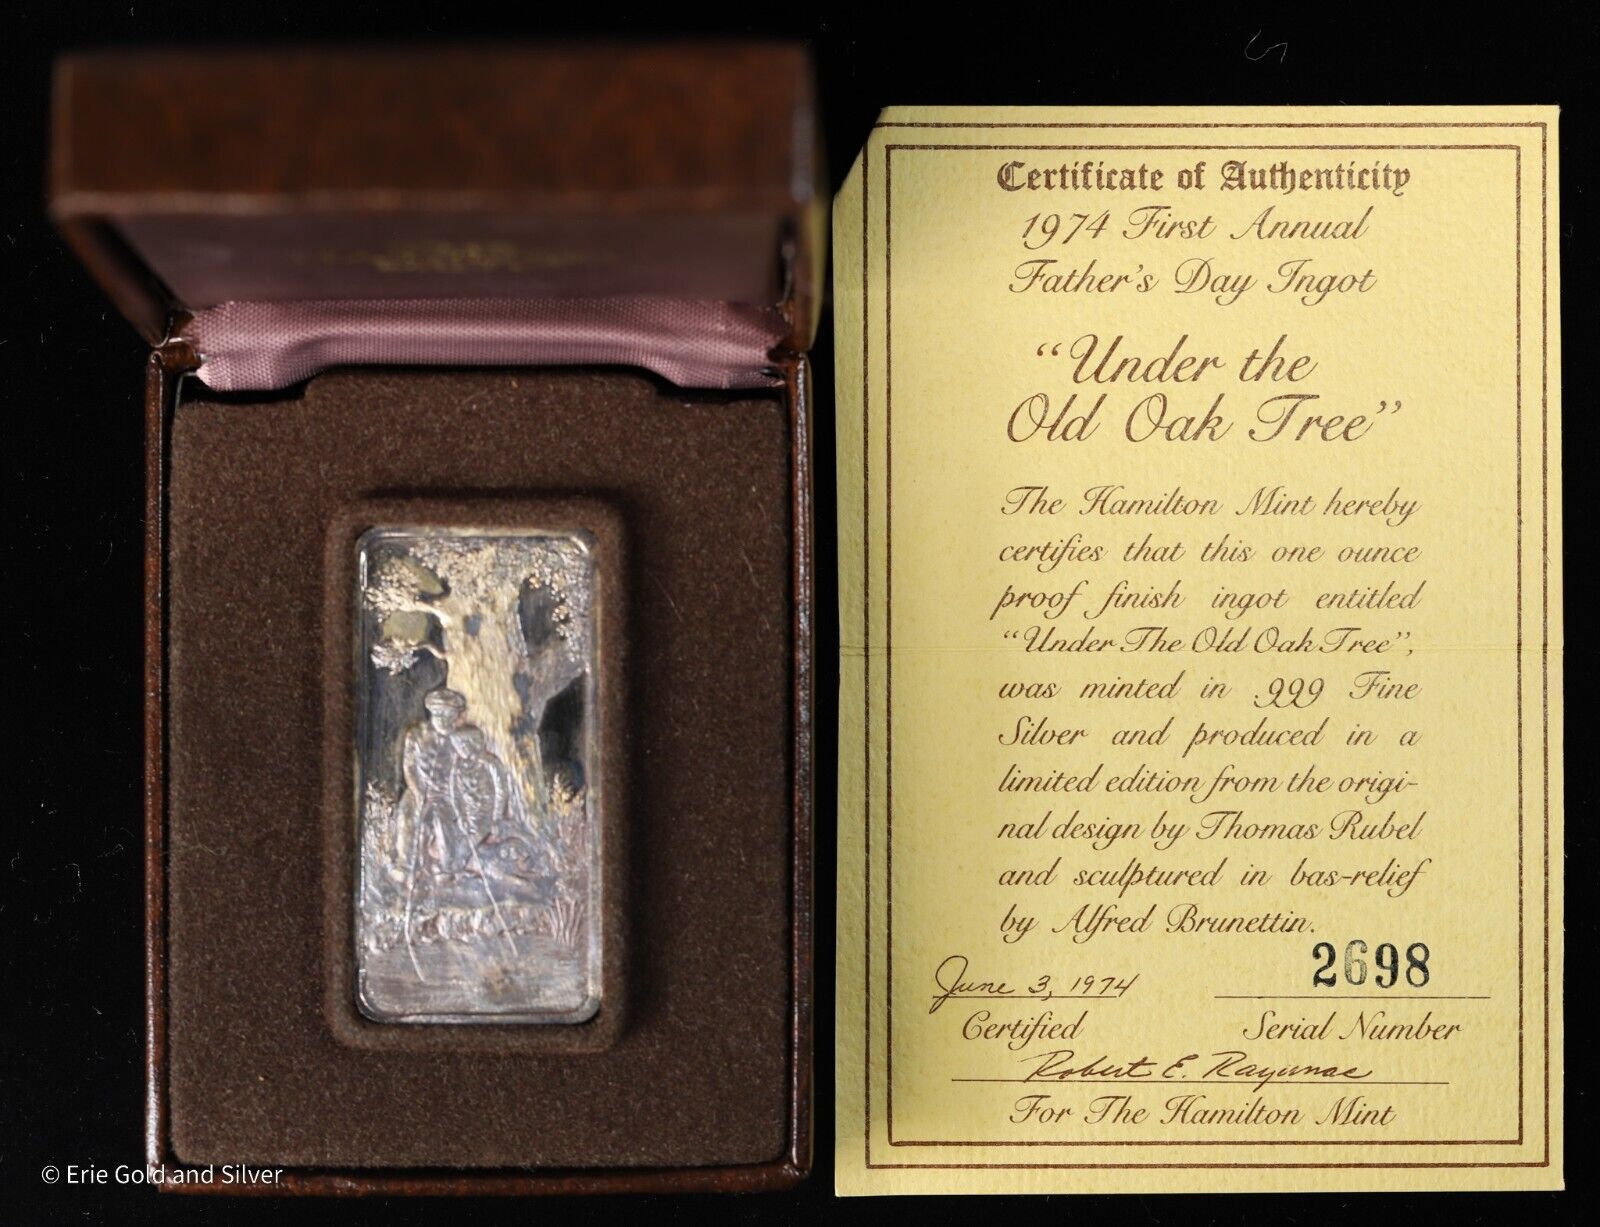 Certificate of Authenticity
1974 First Annual
Father's Day Ingot
"Under the
Old Oak Tree"
The Hamilton Mint hereby
certifies that this one ounce
proof finish ingot entitled
"Under The Old Oak Tree",
was minted in .999 Fine
Silver and produced in a
limited edition from the origi-
nal design by Thomas Rubel
and sculptured in bas-relief
by Alfred Brunettin.
June 3, 1974 2698
Certified Serial Number
Robert E.
For The Hamilton Mint
© Erie Gold and Silver